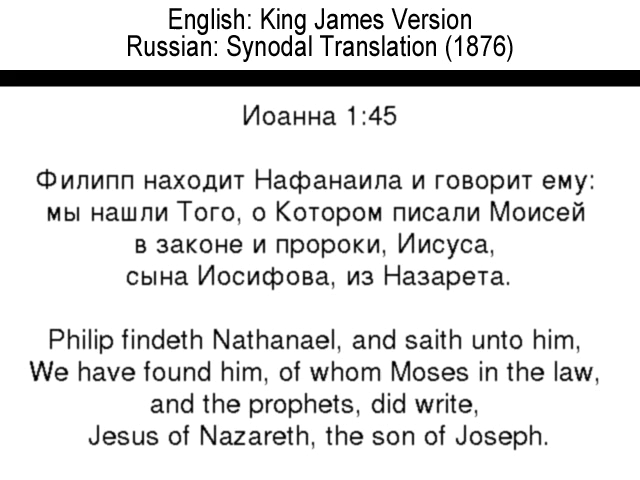 English: King James Version
Russian: Synodal Translation (1876)
Иоанна 1:45
Филипп находит Нафанаила и говорит ему:
мы нашли Того, о Котором писали Моисей
в законе и пророки, Иисуса,
сына Иосифова, из Назарета.
Philip findeth Nathanael, and saith unto him,
We have found him, of whom Moses in the law,
and the prophets, did write,
Jesus of Nazareth, the son of Joseph.